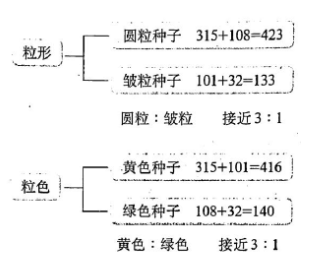 圆粒种子 315+108=423
粒形
皱粒种子 101+32=133
圆粒：皱粒 接近3：1
黄色种子 315+101=416
粒色
绿色种子 108+32=140
黄色：绿色 接近3：1